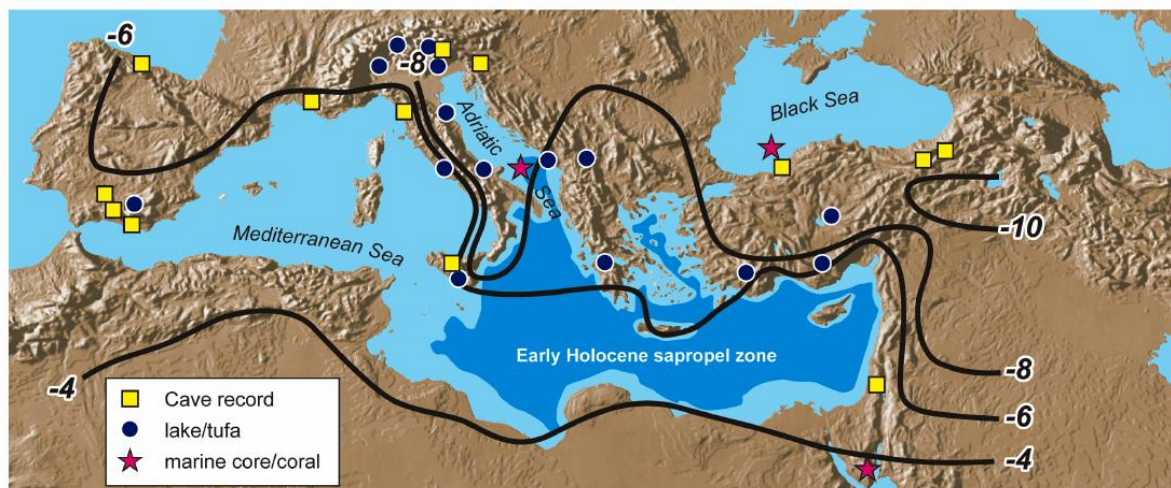 -6
-8
Adriatic
Sea
Black Sea
-10
Mediterranean Sea
Early Holocene sapropel zone
-4
-8
-6
-4
Cave record
lake/tufa
marine core/coral